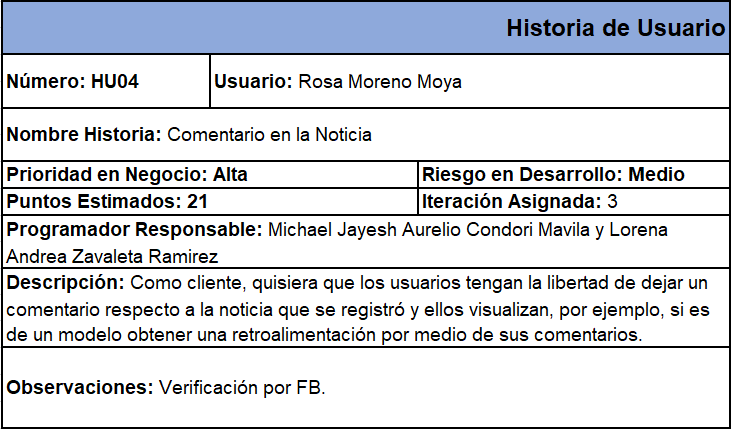 Historia de Usuario
Número: HU04
Usuario: Rosa Moreno Moya
Nombre Historia: Comentario en la Noticia
Prioridad en Negocio: Alta
Riesgo en Desarrollo: Medio
Puntos Estimados: 21
Iteración Asignada: 3
Programador Responsable: Michael Jayesh Aurelio Condori Mavila y Lorena
Andrea Zavaleta Ramirez
Descripción: Como cliente, quisiera que los usuarios tengan la libertad de dejar un
comentario respecto a la noticia que se registró y ellos visualizan, por ejemplo, si es
de un modelo obtener una retroalimentación por medio de sus comentarios.
Observaciones: Verificación por FB.